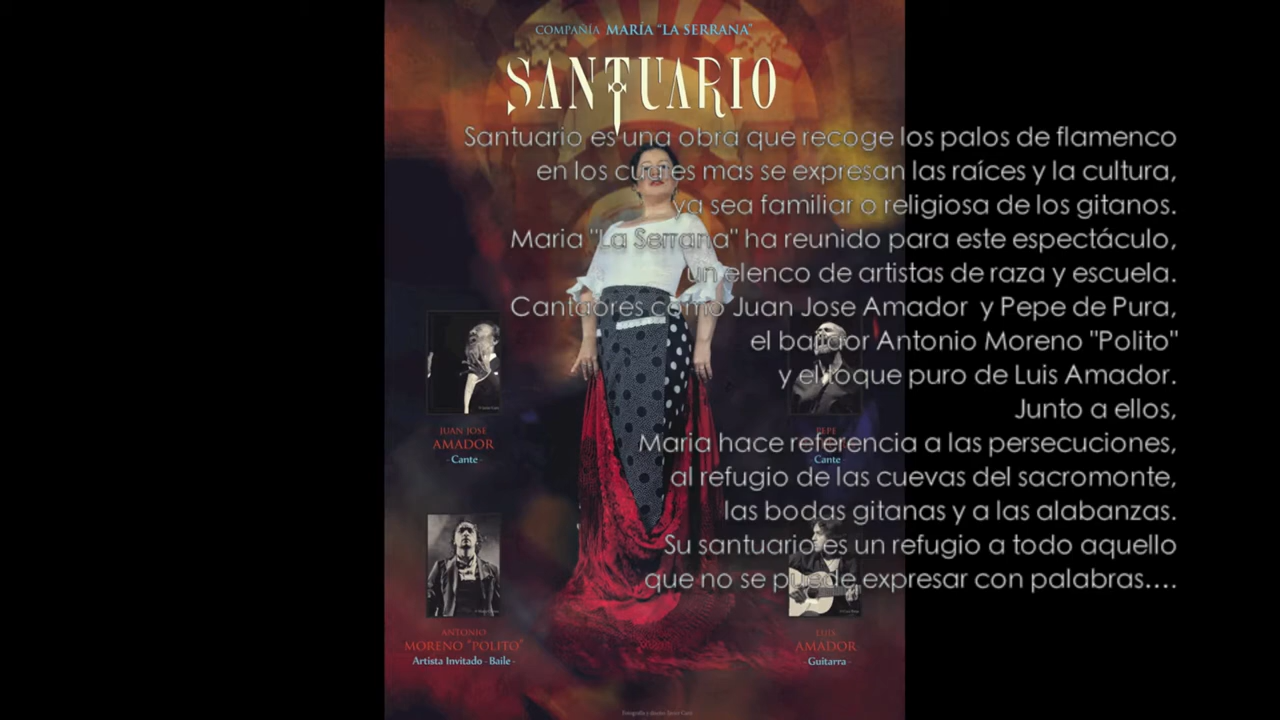 COMPAÑÍA MARÍA "LA SERRANA"
SANTUARIO
Santuario es una obra que recoge los palos de flamenco
en los cuales mas se expresan las raíces y la cultura,
ya sea familiar o religiosa de los gitanos.
Maria "La Serrana" ha reunido para este espectáculo,
un elenco de artistas de raza y escuela.
Cantaores como Juan Jose Amador y Pepe de Pura,
el bailaor Antonio Moreno "Polito"
y el toque puro de Luis Amador.
Junto a ellos,
Maria hace referencia a las persecuciones,
al refugio de las cuevas del sacromonte,
las bodas gitanas y a las alabanzas.
Su santuario es un refugio a todo aquello
que no se puede expresar con palabras....
JUAN JOSE
AMADOR
- Cante -
PEPE
Cante -
ANTONIO
MORENO "POLITO"
Artista Invitado - Baile -
LUIS
AMADOR
- Guitarra -